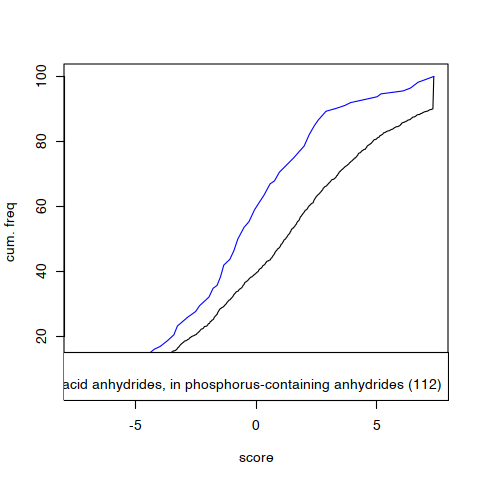 100
80
60
40
20
cum. freq
acid anhydrides, in phosphorus-containing anhydrides (112)
-5 0 5
score